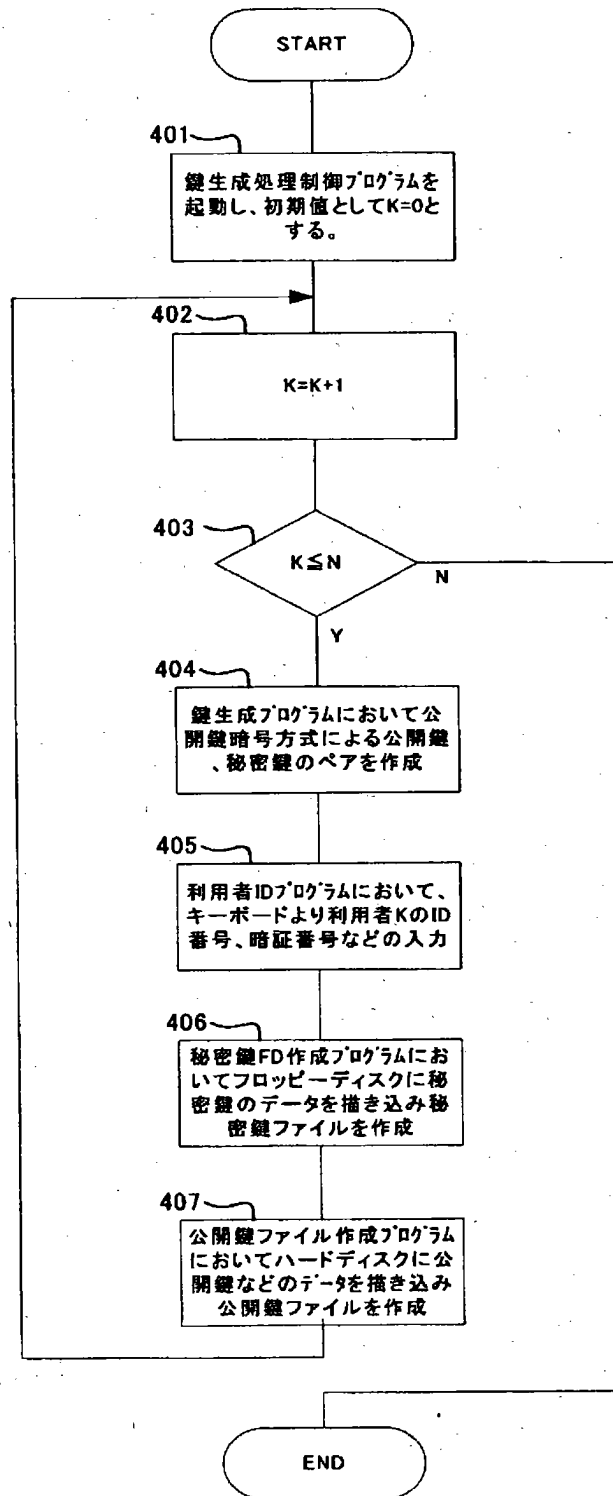 START
401
鍵生成処理制御プログラムを
起動し、初期値としてK=0と
する。
402
K=K+1
403
K≦N
N
Y
404
鍵生成プログラムにおいて公
開鍵暗号方式による公開鍵
、秘密鍵のペアを作成
405
利用者IDプログラムにおいて、
キーボードより利用者KのID
番号、暗証番号などの入力
406
秘密鍵FD作成プログラムにお
いてフロッピーディスクに秘
密鍵のデータを描き込み秘
密鍵ファイルを作成
407
公開鍵ファイル作成プログラム
においてハードディスクに公
開鍵などのデータを描き込み
公開鍵ファイルを作成
END